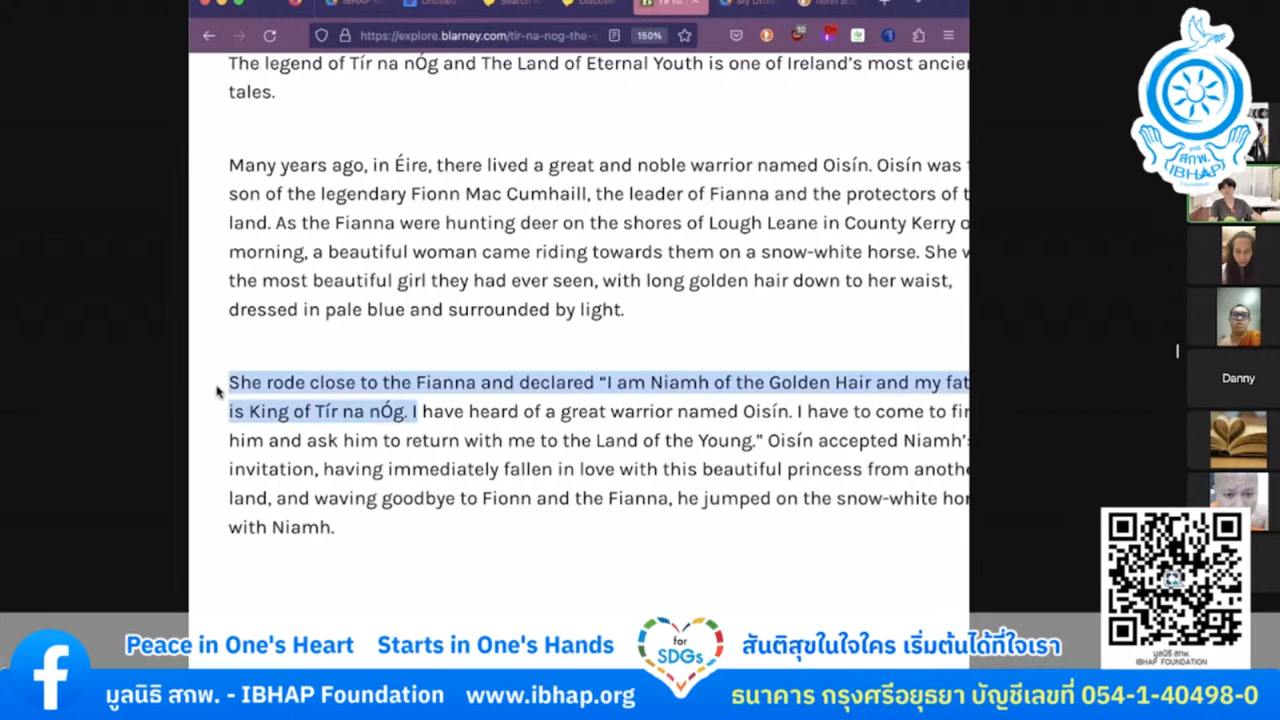 https://explore.blarney.com/tir-na-nog-the-s
150%
The legend of Tír na nÓg and The Land of Eternal Youth is one of Ireland's most ancien
tales.
Many years ago, in Éire, there lived a great and noble warrior named Oisín. Oisín was
son of the legendary Fionn Mac Cumhaill, the leader of Fianna and the protectors of t
land. As the Fianna were hunting deer on the shores of Lough Leane in County Kerry o
morning, a beautiful woman came riding towards them on a snow-white horse. She w
the most beautiful girl they had ever seen, with long golden hair down to her waist,
dressed in pale blue and surrounded by light.
She rode close to the Fianna and declared “I am Niamh of the Golden Hair and my fat
is King of Tír na nÓg. I have heard of a great warrior named Oisín. I have to come to fin
him and ask him to return with me to the Land of the Young.” Oisín accepted Niamh's
invitation, having immediately fallen in love with this beautiful princess from anothe
land, and waving goodbye to Fionn and the Fianna, he jumped on the snow-white hor
with Niamh.
มูลนิธิ
สกพ.
IBHAP
Foundation
Danny
มูลนิธิ สกพ.
IBHAP FOUNDATION
Peace in One's Heart Starts in One's Hands
for
SDGs
สันติสุขในใจใคร เริ่มต้นได้ที่ใจเรา
มูลนิธิ สกพ. - IBHAP Foundation www.ibhap.org
ธนาคาร กรุงศรีอยุธยา บัญชีเลขที่ 054-1-40498-0